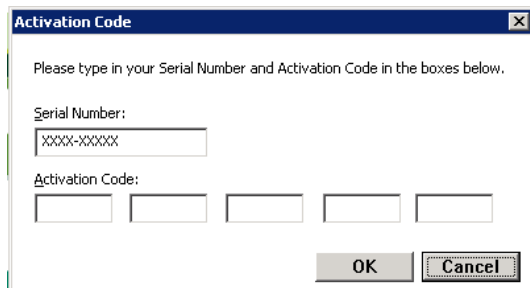 Activation Code
Please type in your Serial Number and Activation Code in the boxes below.
Serial Number:
XXXX-XXXXX
Activation Code:
OK Cancel